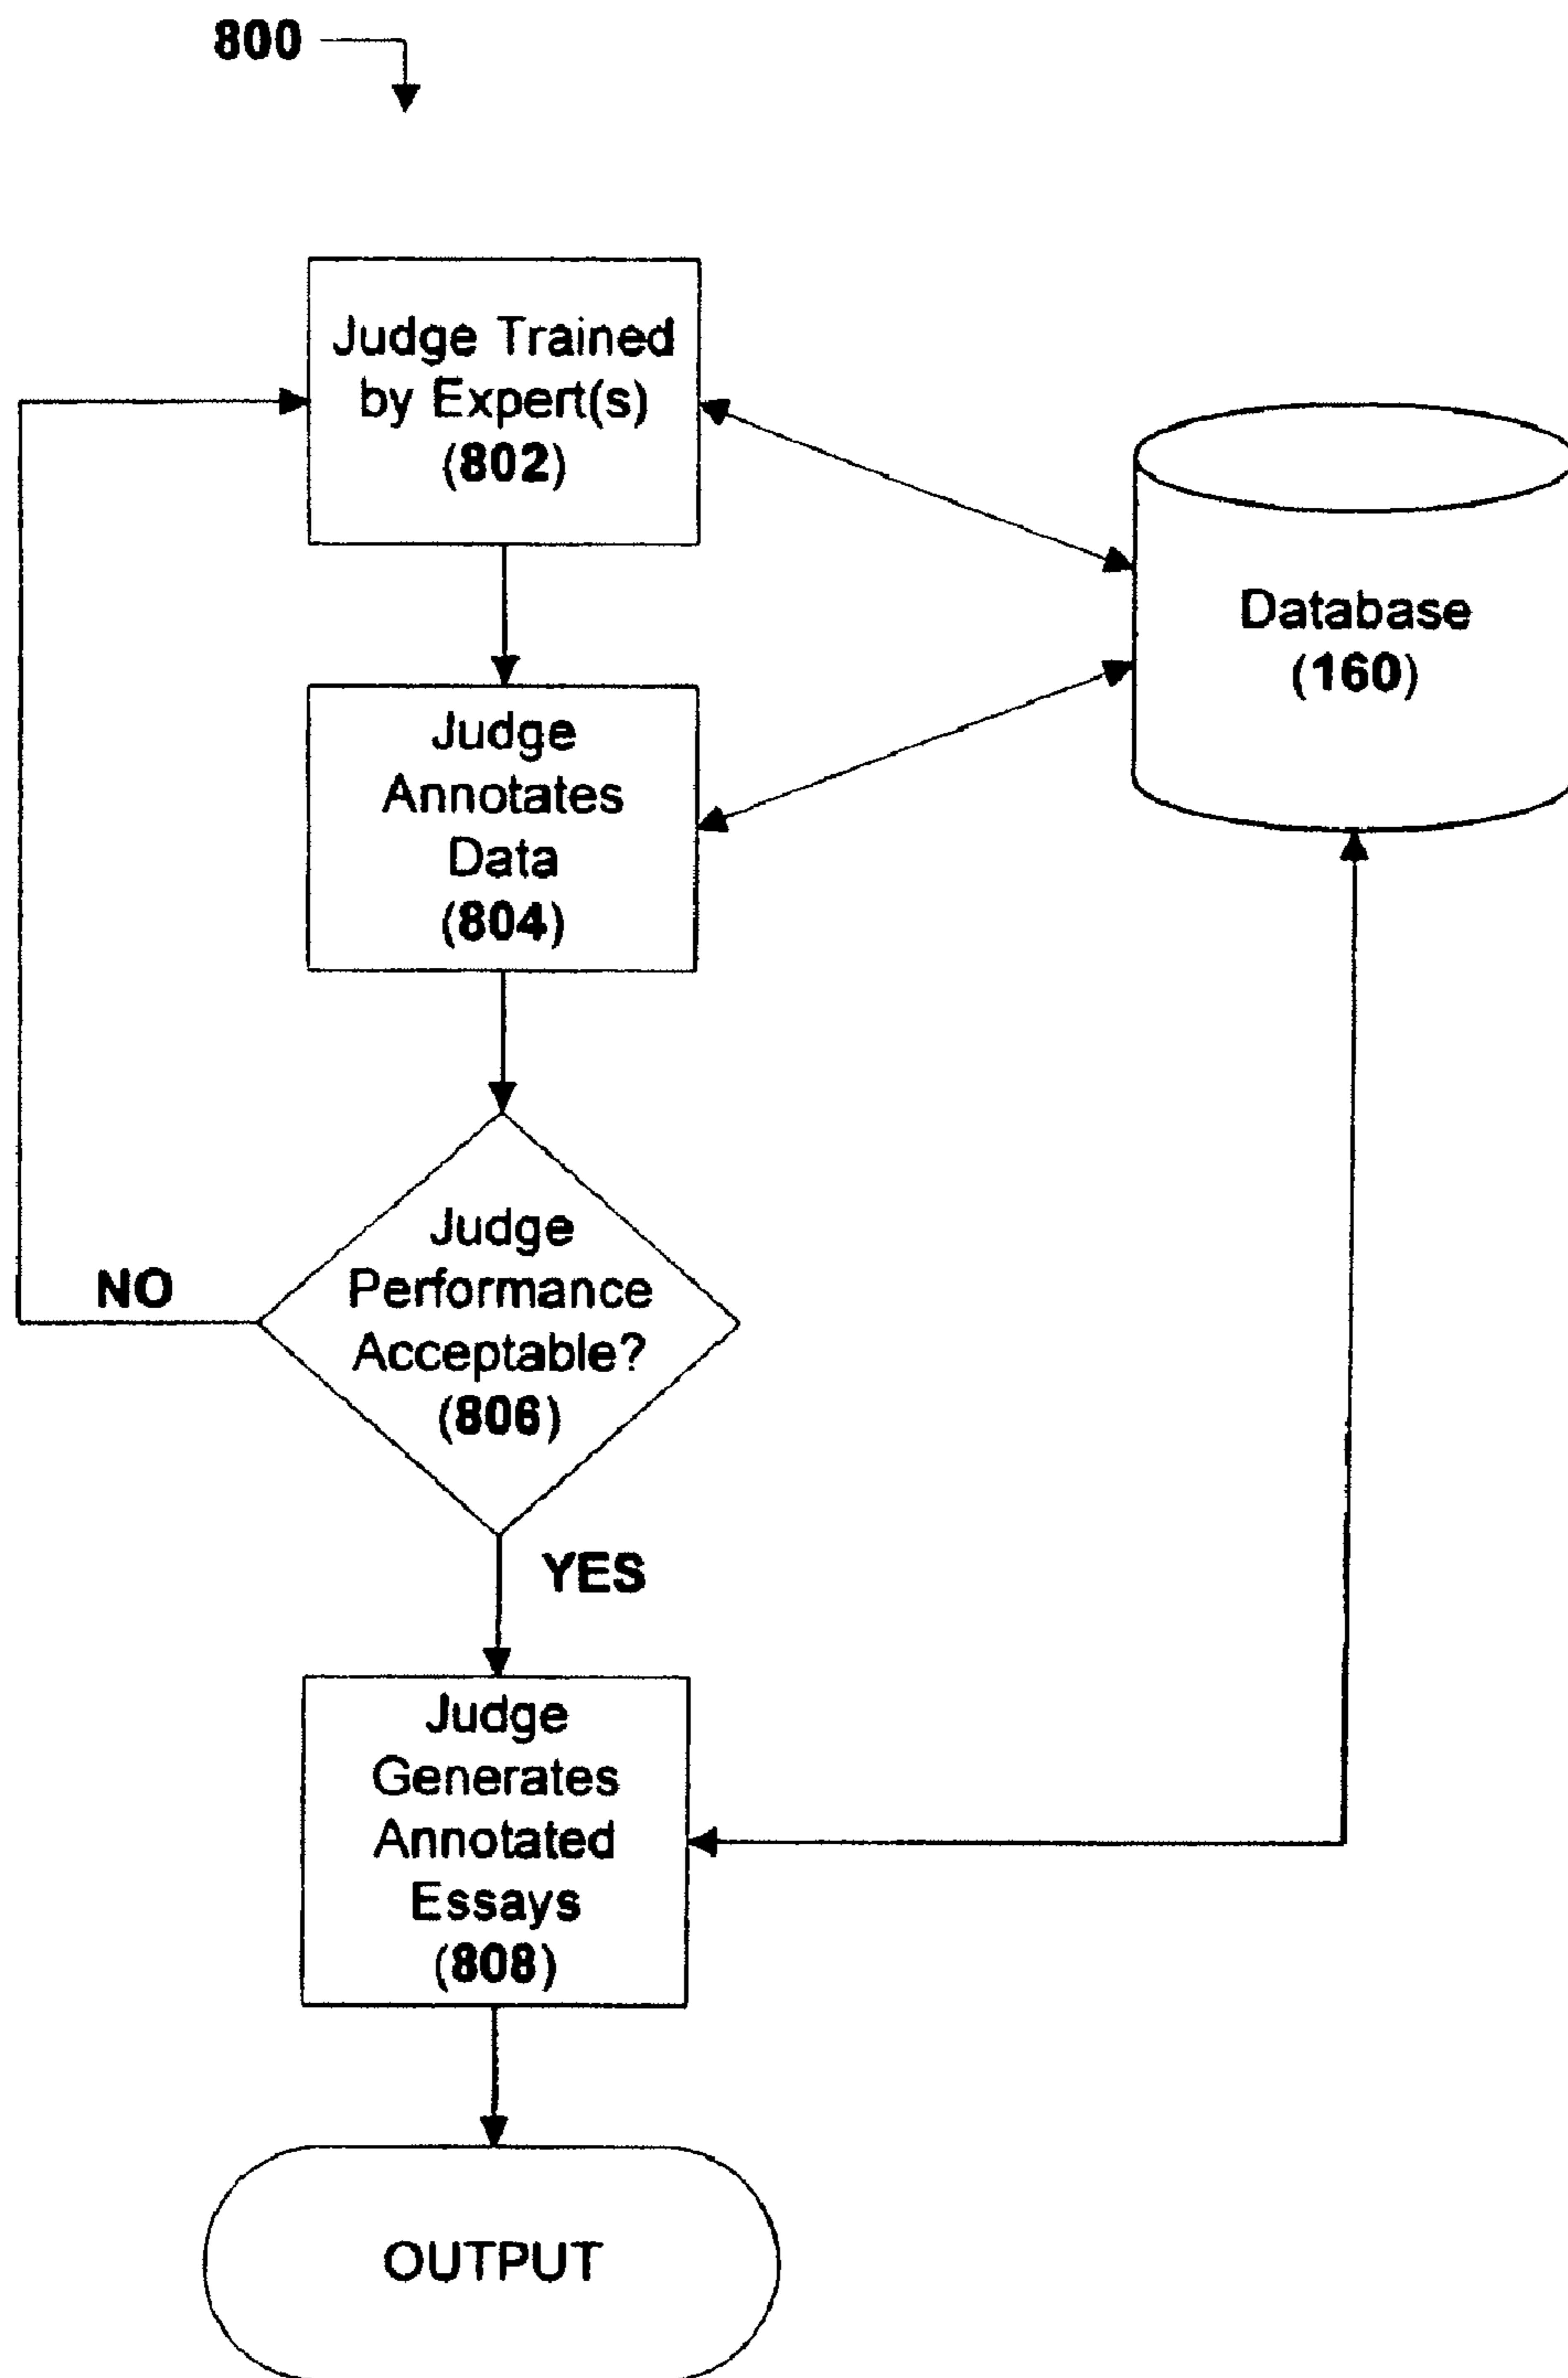 800
Judge Trained
by Expert(s)
(802)
Database
(160)
Judge
Annotates
Data
(804)
Judge
Performance
Acceptable?
(806)
NO
YES
Judge
Generates
Annotated
Essays
(808)
OUTPUT